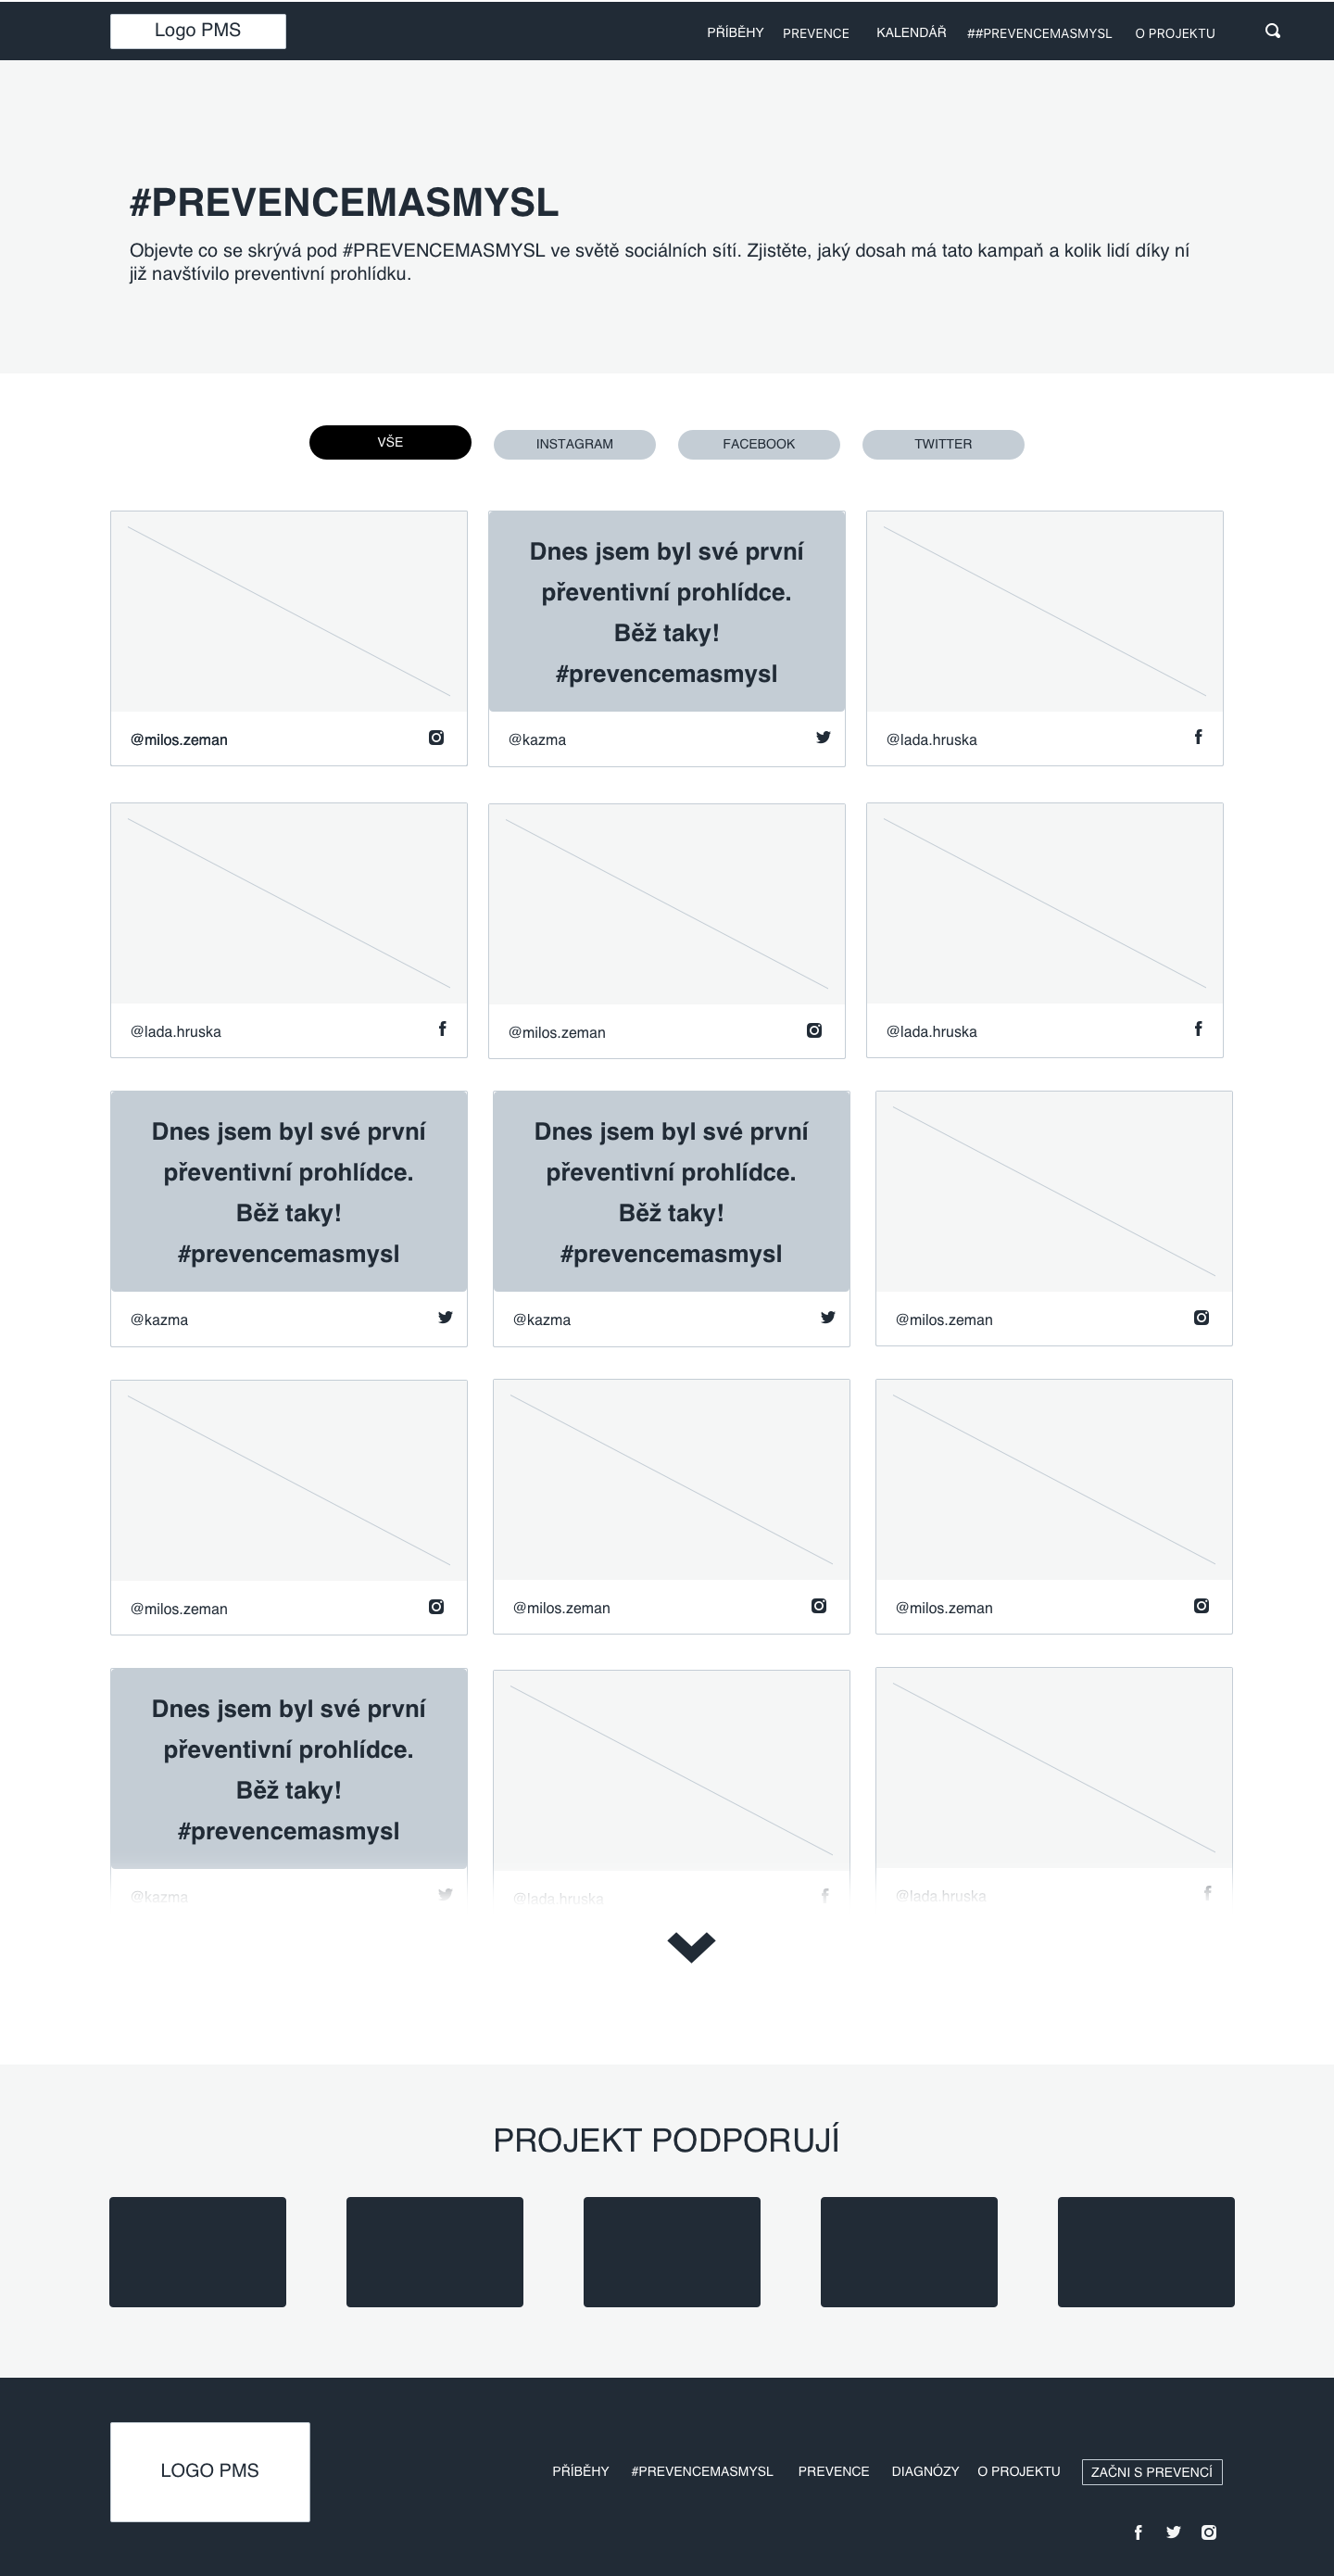 Logo PMS
PŘÍBĚHY PREVENCE KALENDÁŘ ##PREVENCEMASMYSL O PROJEKTU
#PREVENCEMASMYSL
Objevte co se skrývá pod #PREVENCEMASMYSL ve světě sociálních sítí. Zjistěte, jaký dosah má tato kampaň a kolik lidí díky ní
již navštívilo preventivní prohlídku.
VŠE INSTAGRAM FACEBOOK TWITTER
Dnes jsem byl své první
převentivní prohlídce.
Běž taky!
#prevencemasmysl
@milos.zeman @kazma @lada.hruska
@lada.hruska @milos.zeman @lada.hruska
Dnes jsem byl své první
převentivní prohlídce.
Běž taky!
#prevencemasmysl
Dnes jsem byl své první
převentivní prohlídce.
Běž taky!
#prevencemasmysl
@kazma @kazma @milos.zeman
@milos.zeman @milos.zeman @milos.zeman
Dnes jsem byl své první
převentivní prohlídce.
Běž taky!
#prevencemasmysl
@kazma @lada.hruska @lada.hruska
PROJEKT PODPORUJÍ
LOGO PMS
PŘÍBĚHY #PREVENCEMASMYSL PREVENCE DIAGNÓZY O PROJEKTU ZAČNI S PREVENCÍ